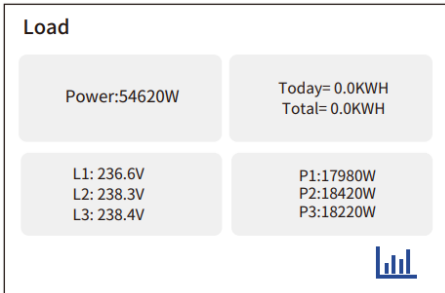 Load
Power:54620W
Today= 0.0KWH
Total= 0.0KWH
L1: 236.6V
L2: 238.3V
L3: 238.4V
P1:17980W
P2:18420W
P3:18220W